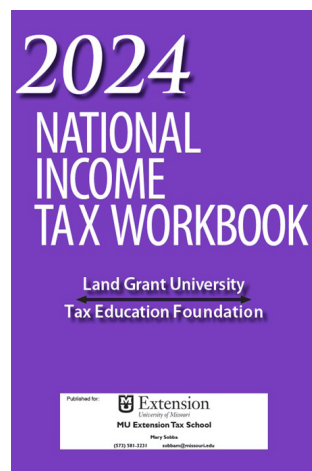 2024
NATIONAL
INCOME
TAX WORKBOOK
Land Grant University
Tax Education Foundation
Published for:
Extension
University of Missouri
MU Extension Tax School
Mary Sobba
(573) 581-3231 sobbam@missouri.edu